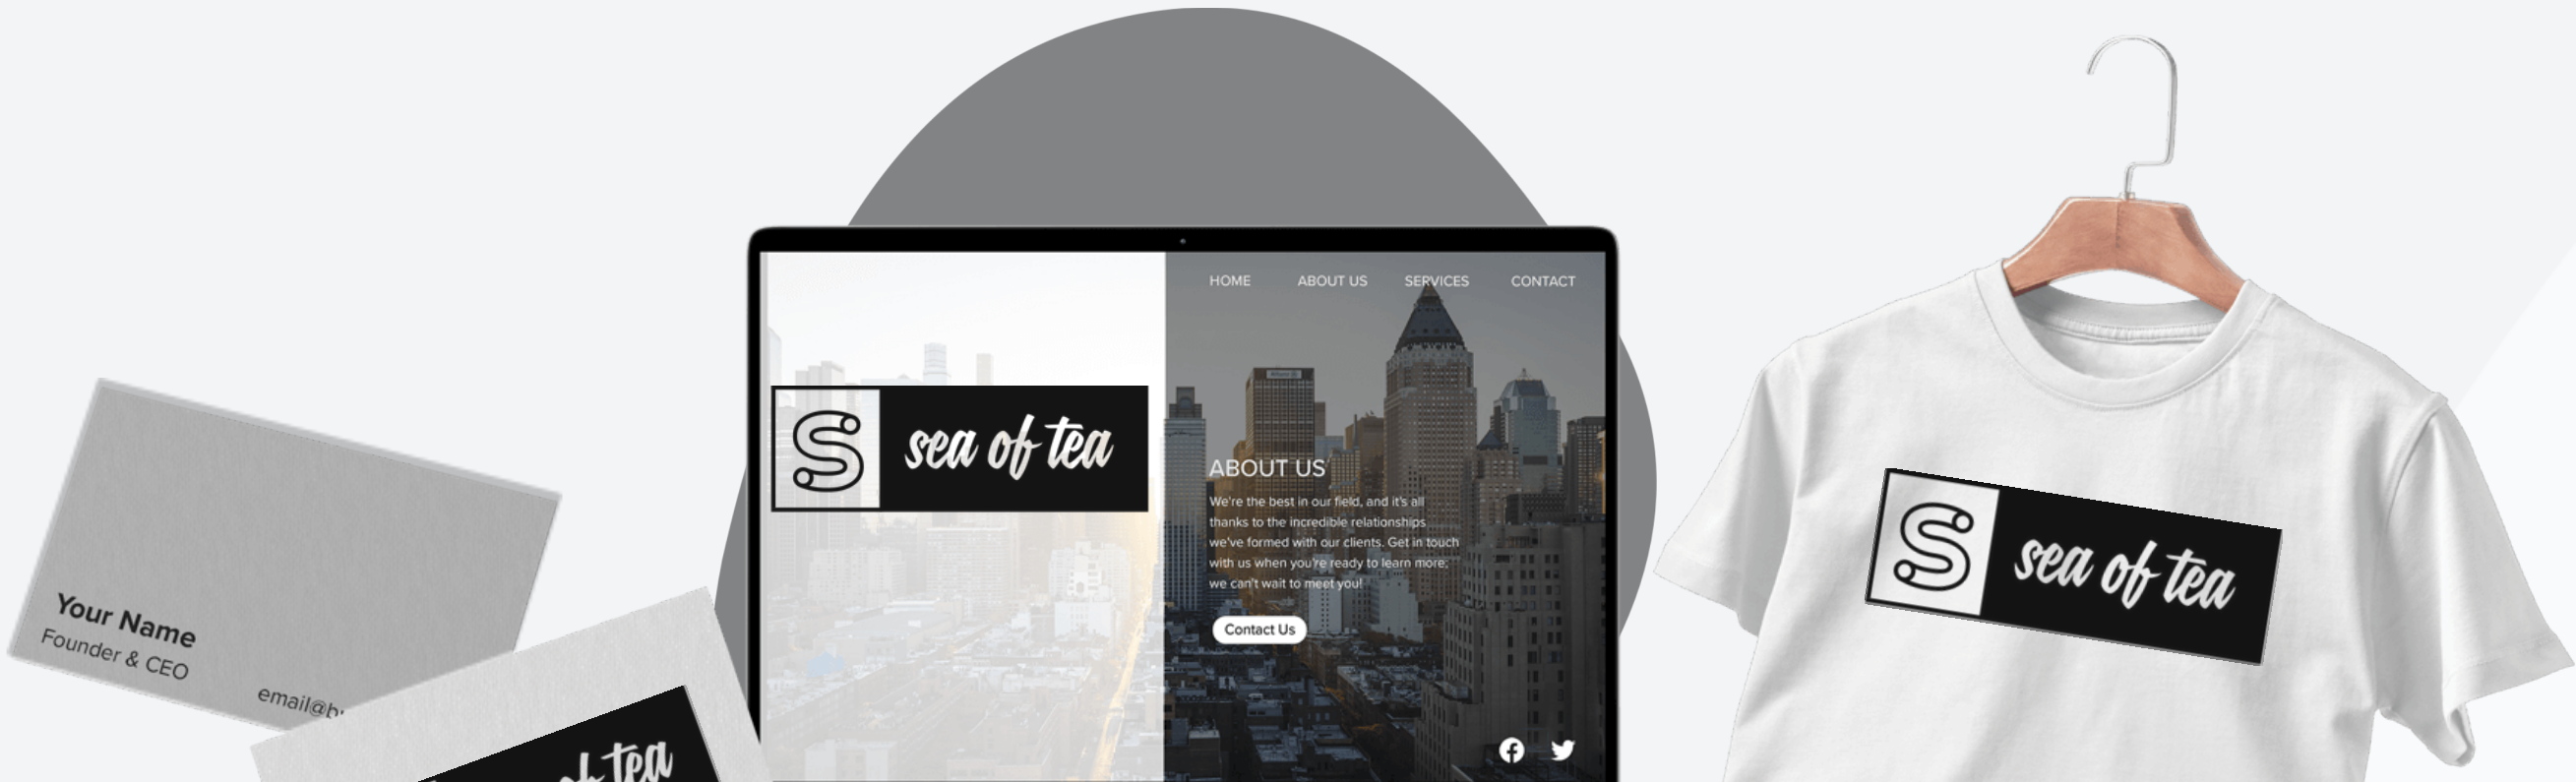 Your Name
Founder & CEO
of tea
S sea of tea
HOME ABOUT US SERVICES CONTACT
ABOUT US
We're the best in our field, and it's all
thanks to the incredible relationships
we've formed with our clients. Get in touch
with us when you're ready to learn more;
we can't wait to meet you!
Contact Us
S sea of tea